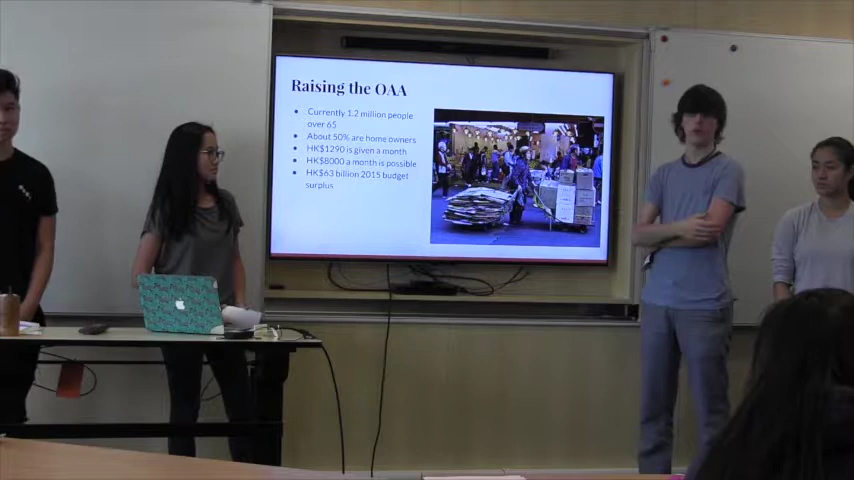 Raising the OAA
Currently 1.2 million people
over 65
About 50% are home owners
HK$1290 is given a month
HK$8000 a month is possible
HK$63 billion 2015 budget
surplus